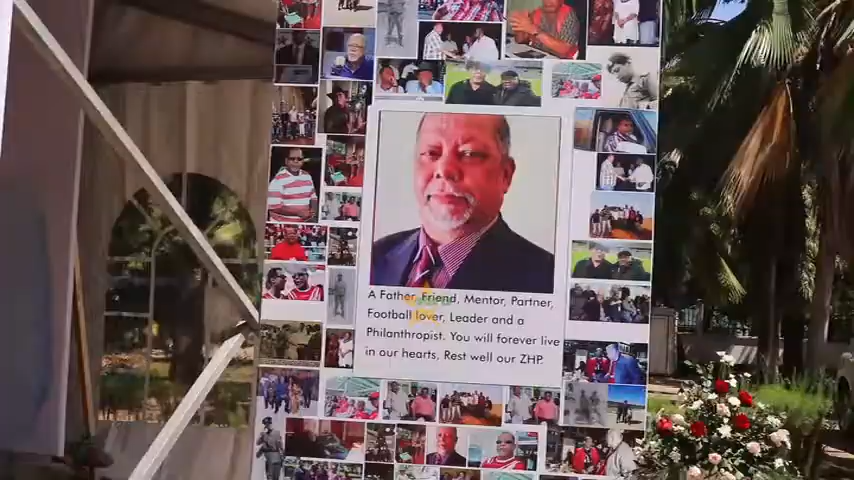 A Father, Friend, Mentor, Partner,
Football lover, Leader and a
Philanthropist. You will forever live
in our hearts, Rest well our ZHP.